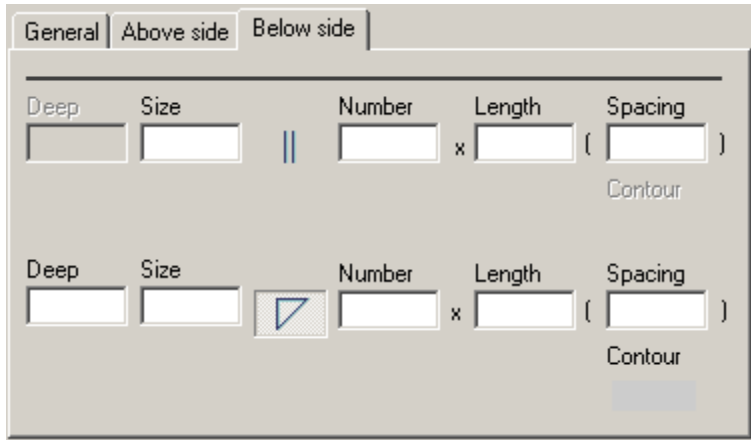 General Above side Below side
Deep Size Number Length Spacing
x ( )
Contour
Deep Size Number Length Spacing
x ( )
Contour